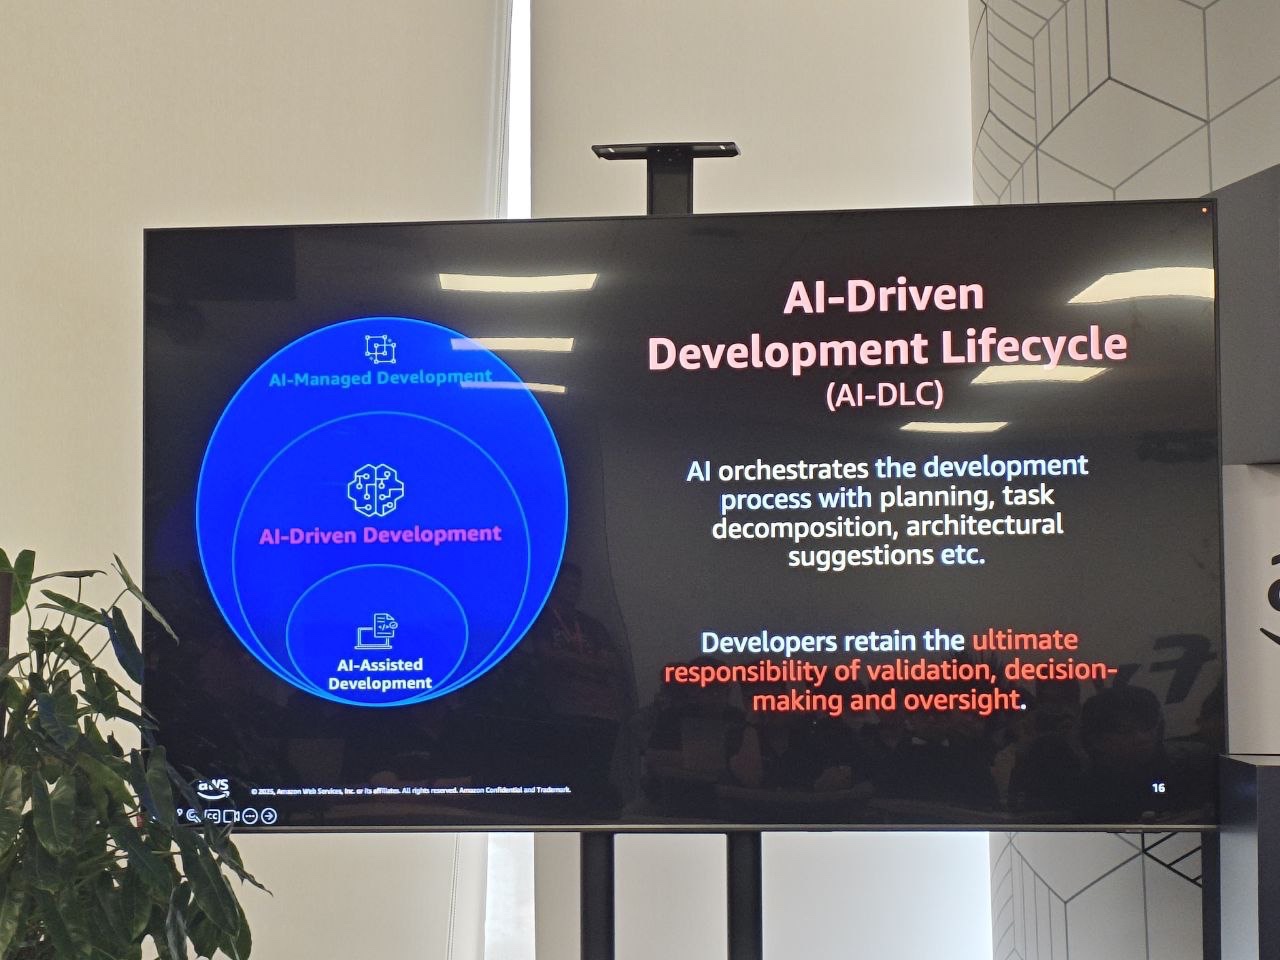 AI-Managed Development
AI-Driven Development
AI-Assisted
Development
AI-Driven
Development Lifecycle
(AI-DLC)
AI orchestrates the development
process with planning, task
decomposition, architectural
suggestions etc.
Developers retain the ultimate
responsibility of validation, decision-
making and oversight.
aws
© 2025, Amazon Web Services, Inc. or its affiliates. All rights reserved. Amazon Confidential and Trademark.
16